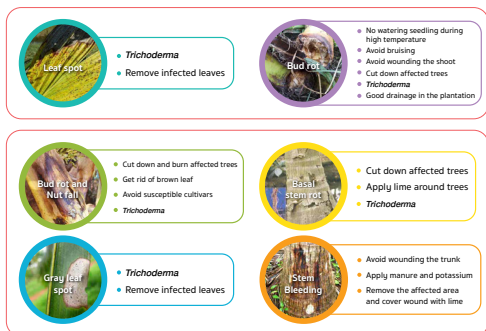 Leaf spot
Trichoderma
Remove infected leaves
Bud rot
No watering seedling during
high temperature
Avoid bruising
Avoid wounding the shoot
Cut down affected trees
Trichoderma
Good drainage in the plantation
Bud rot and
Nut fall
Cut down and burn affected trees
Get rid of brown leaf
Avoid susceptible cultivars
Trichoderma
Basal
stem rot
Cut down affected trees
Apply lime around trees
Trichoderma
Gray leaf
spot
Trichoderma
Remove infected leaves
Stem
Bleeding
Avoid wounding the trunk
Apply manure and potassium
Remove the affected area
and cover wound with lime